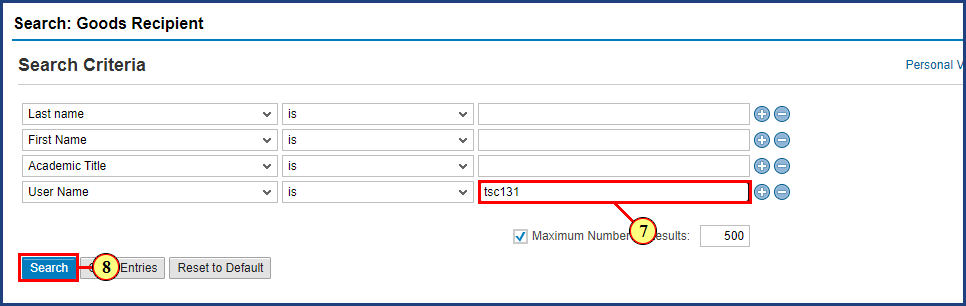 Search: Goods Recipient
Search Criteria
Personal V
Last name is
First Name is
Academic Title is
User Name is tsc131
7
Maximum Number Results: 500
Search 8 Entries Reset to Default